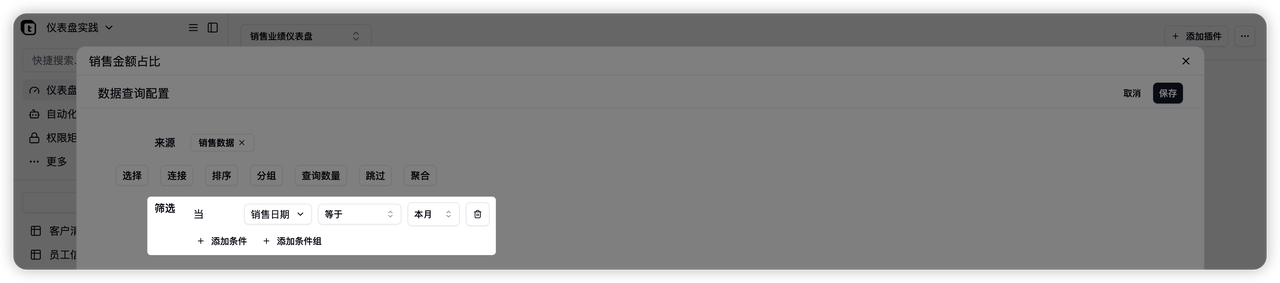 仪表盘实践
销售业绩仪表盘
添加插件
快捷搜索
销售金额占比
仪表盘
数据查询配置
取消
保存
自动化
权限矩
来源
销售数据
更多
选择
连接
排序
分组
查询数量
跳过
聚合
筛选
当
销售日期
等于
本月
客户
添加条件
添加条件组
员工